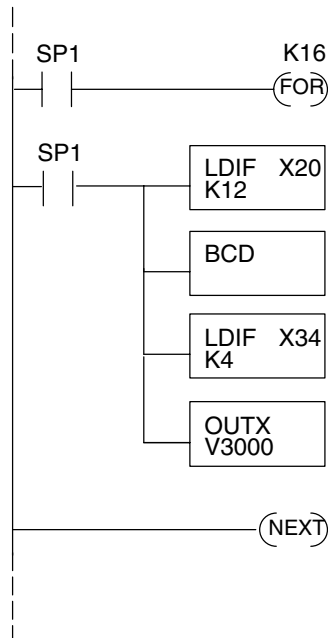 SP1 K16
(FOR)
SP1
LDIF X20
K12
BCD
LDIF X34
K4
OUTX
V3000
(NEXT)